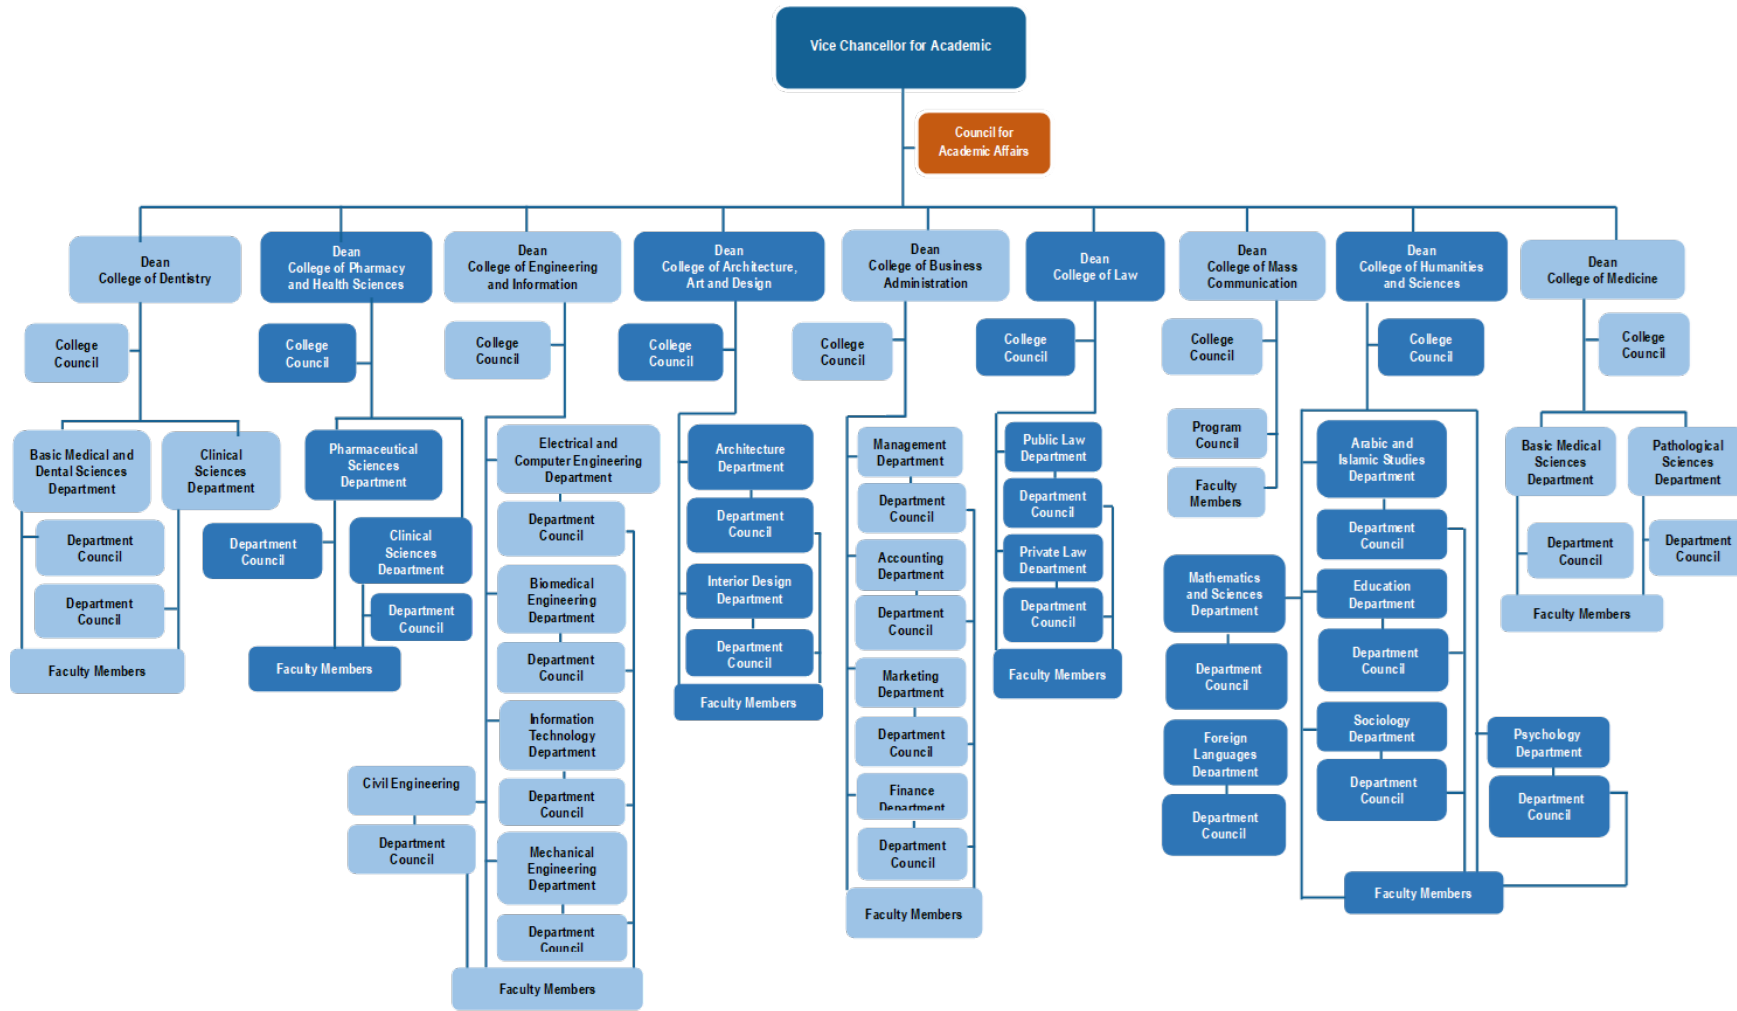 Vice Chancellor for Academic
Council for
Academic Affairs
Dean
College of Dentistry
Dean
College of Pharmacy
and Health Sciences
Dean
College of Engineering
and Information
Dean
College of Architecture,
Art and Design
Dean
College of Business
Administration
Dean
College of Law
Dean
College of Mass
Communication
Dean
College of Humanities
and Sciences
Dean
College of Medicine
College
Council
College
Council
College
Council
College
Council
College
Council
College
Council
College
Council
College
Council
College
Council
Basic Medical and
Dental Sciences
Department
Clinical
Sciences
Department
Department
Council
Department
Council
Faculty Members
Pharmaceutical
Sciences
Department
Department
Council
Clinical
Sciences
Department
Department
Council
Faculty Members
Electrical and
Computer Engineering
Department
Department
Council
Biomedical
Engineering
Department
Department
Council
Information
Technology
Department
Department
Council
Civil Engineering
Department
Council
Mechanical
Engineering
Department
Department
Council
Faculty Members
Architecture
Department
Department
Council
Interior Design
Department
Department
Council
Faculty Members
Management
Department
Department
Council
Accounting
Department
Department
Council
Marketing
Department
Department
Council
Finance
Department
Department
Council
Faculty Members
Public Law
Department
Department
Council
Private Law
Department
Department
Council
Faculty Members
Program
Council
Faculty
Members
Arabic and
Islamic Studies
Department
Department
Council
Mathematics
and Sciences
Department
Department
Council
Education
Department
Department
Council
Foreign
Languages
Department
Department
Council
Sociology
Department
Department
Council
Psychology
Department
Department
Council
Faculty Members
Basic Medical
Sciences
Department
Pathological
Sciences
Department
Department
Council
Department
Council
Faculty Members